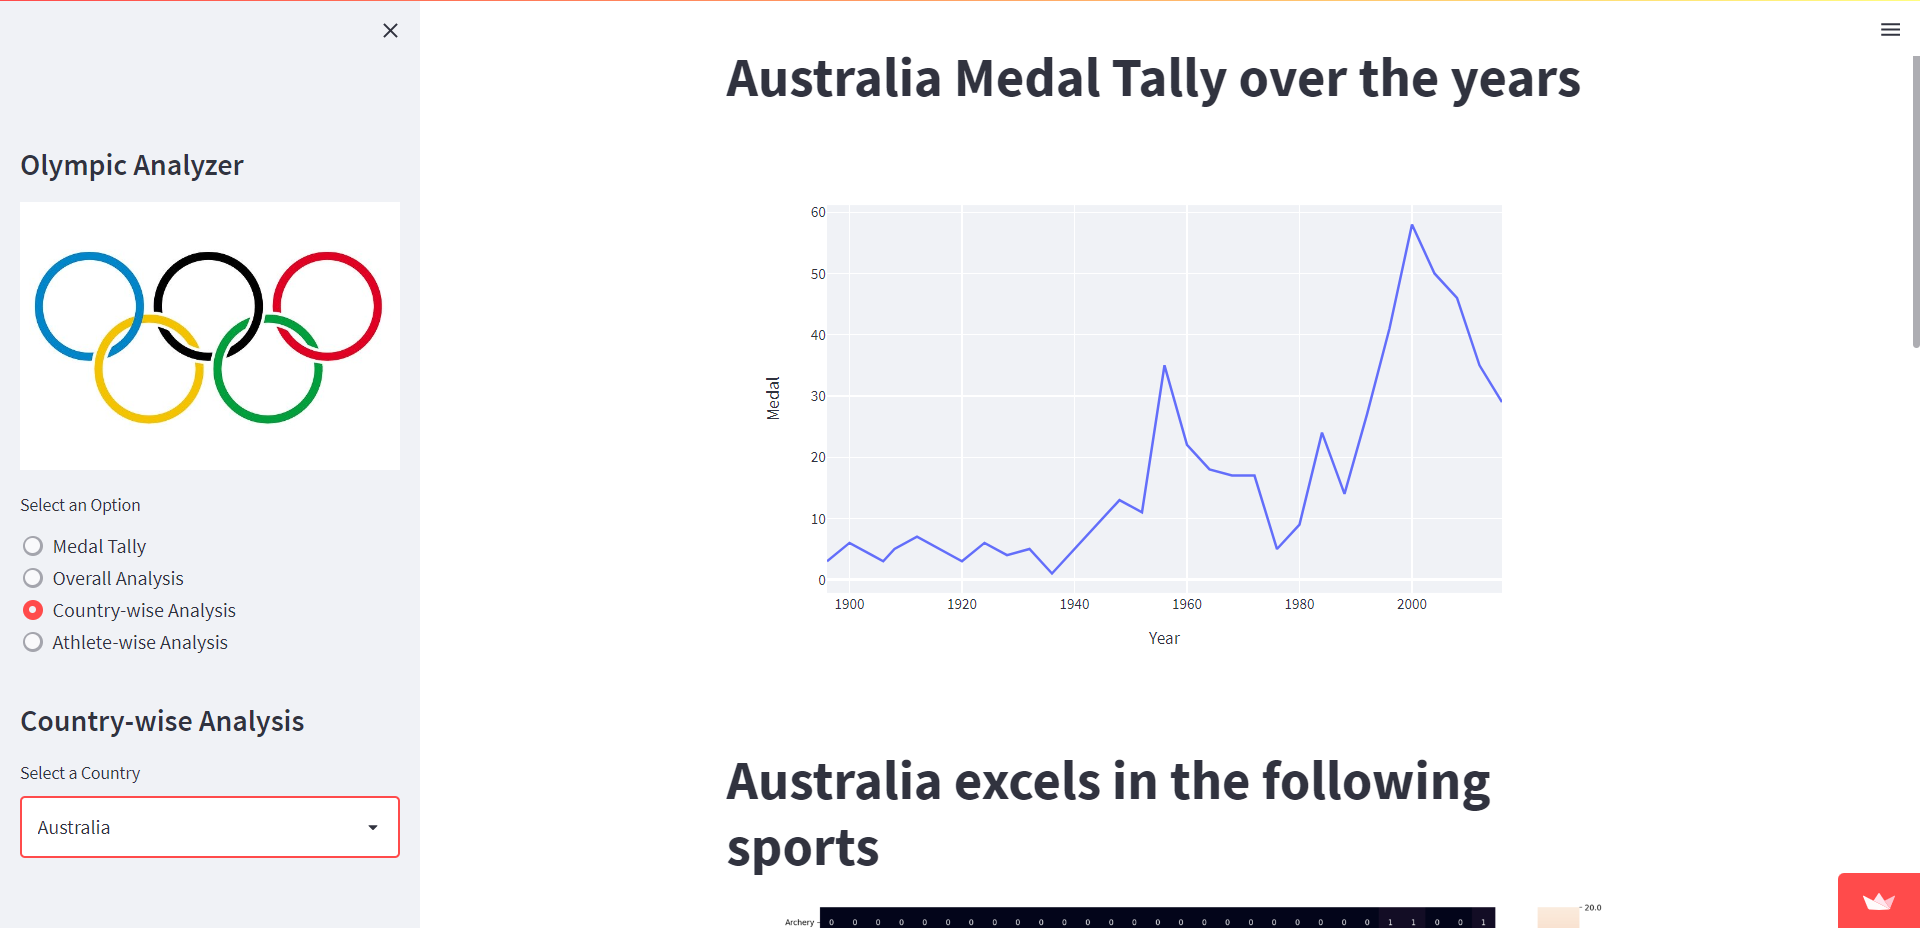 Olympic Analyzer
Select an Option
Medal Tally
Overall Analysis
Country-wise Analysis
Athlete-wise Analysis
Country-wise Analysis
Select a Country
Australia
Australia Medal Tally over the years
60
50
40
30
20
10
0
Medal
1900 1920 1940 1960 1980 2000
Year
Australia excels in the following
sports
Archery 0 0 0 0 0 0 0 0 0 0 0 0 0 0 0 0 0 0 0 0 0 0 0 0 1 1 0 0 1
20.0